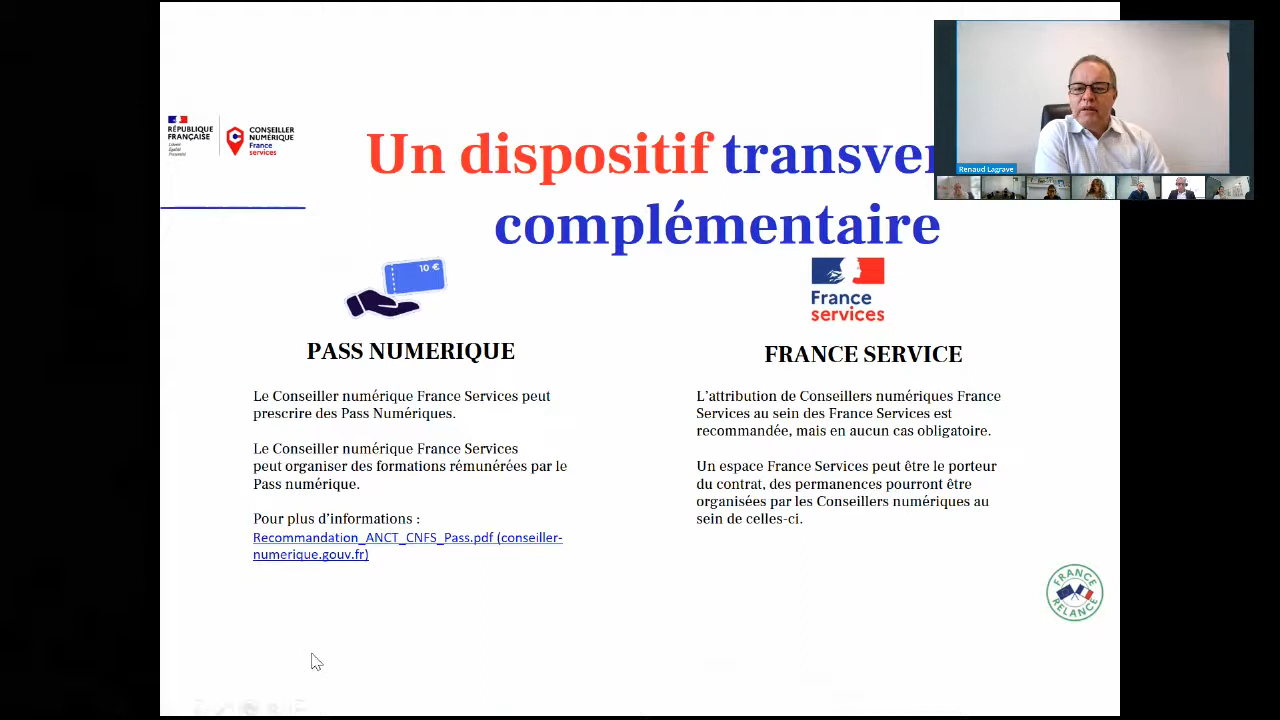 RÉPUBLIQUE
FRANÇAISE
Liberté
Égalité
Fraternité
CONSEILLER
NUMÉRIQUE
France
services
Un dispositif transver
complémentaire
Renaud Lagrave
10 €
France
services
PASS NUMERIQUE
Le Conseiller numérique France Services peut
prescrire des Pass Numériques.
Le Conseiller numérique France Services
peut organiser des formations rémunérées par le
Pass numérique.
Pour plus d’informations :
Recommandation_ANCT_CNFS_Pass.pdf (conseiller-
numerique.gouv.fr)
FRANCE SERVICE
L’attribution de Conseillers numériques France
Services au sein des France Services est
recommandée, mais en aucun cas obligatoire.
Un espace France Services peut être le porteur
du contrat, des permanences pourront être
organisées par les Conseillers numériques au
sein de celles-ci.
FRANCE
RELANCE